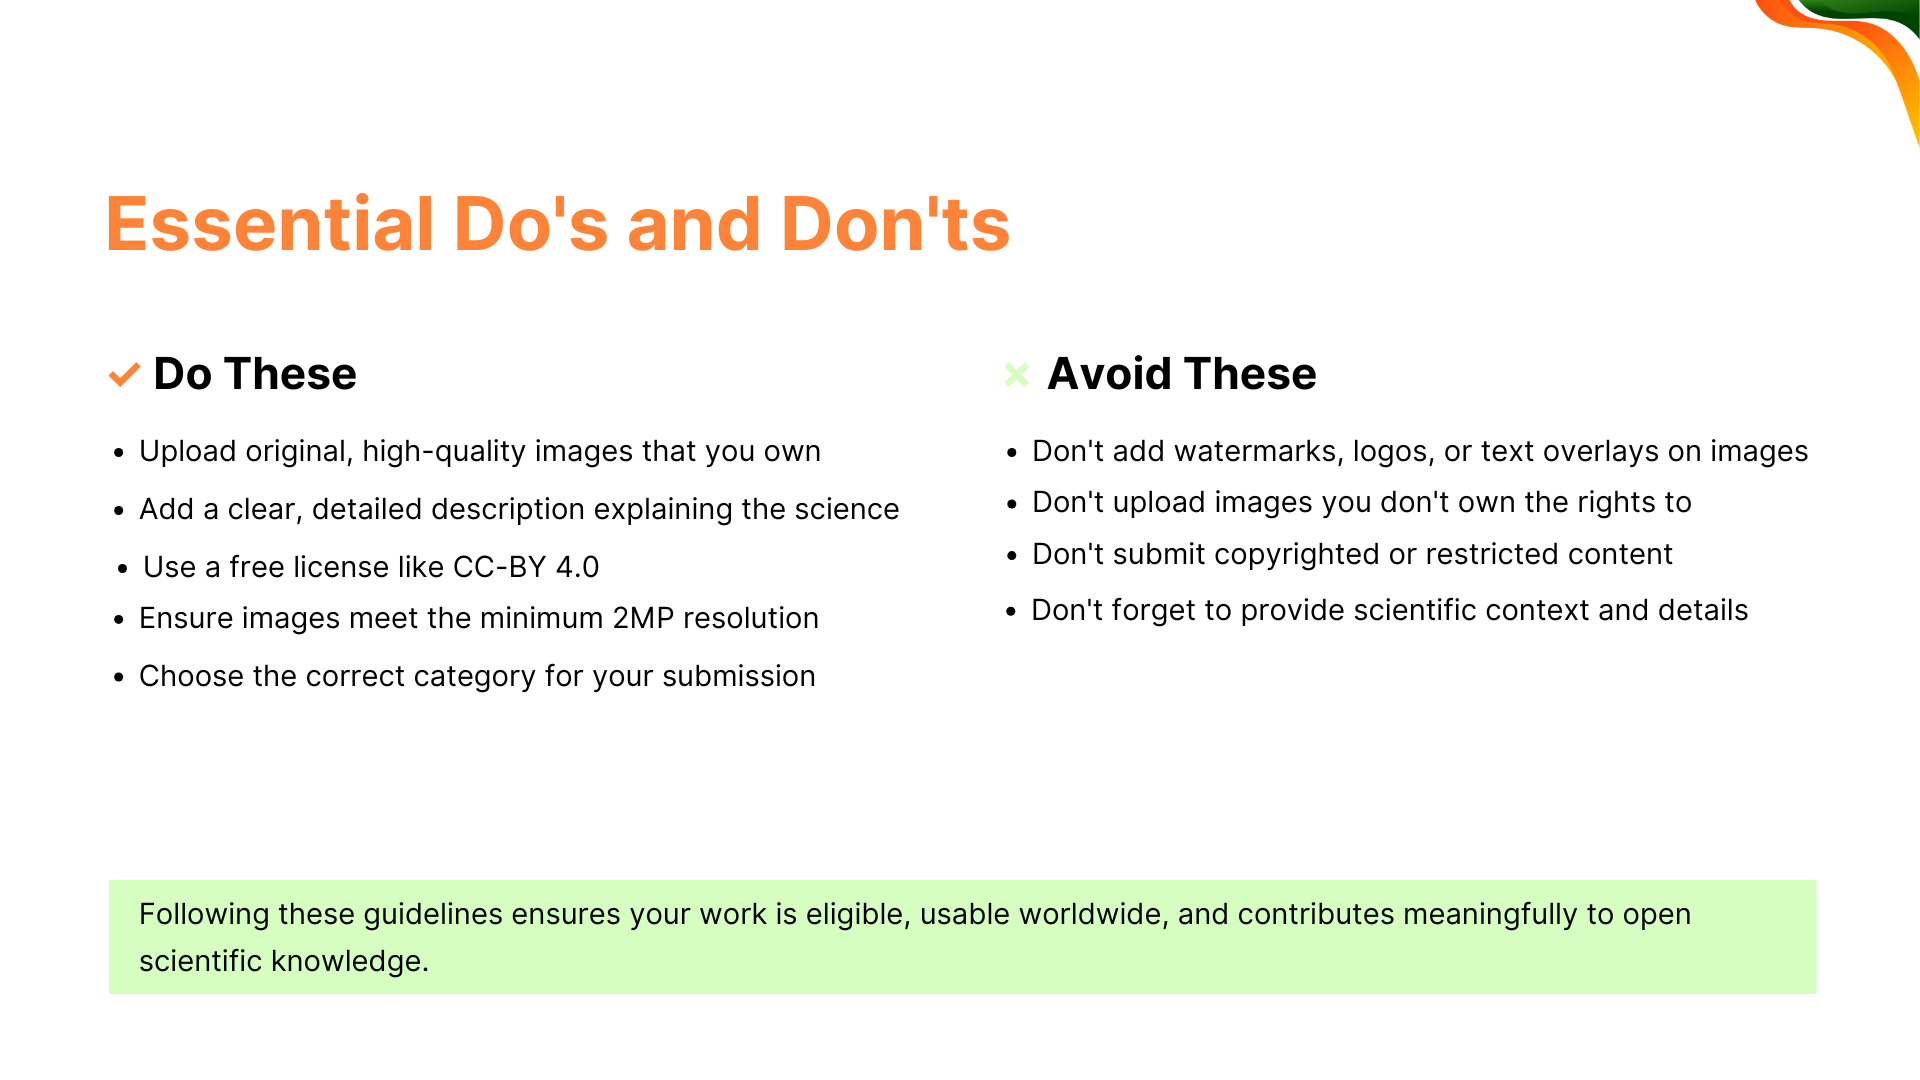 Essential Do's and Don'ts
Do These
• Upload original, high-quality images that you own
• Add a clear, detailed description explaining the science
• Use a free license like CC-BY 4.0
• Ensure images meet the minimum 2MP resolution
• Choose the correct category for your submission
Avoid These
• Don't add watermarks, logos, or text overlays on images
• Don't upload images you don't own the rights to
• Don't submit copyrighted or restricted content
• Don't forget to provide scientific context and details
Following these guidelines ensures your work is eligible, usable worldwide, and contributes meaningfully to open
scientific knowledge.